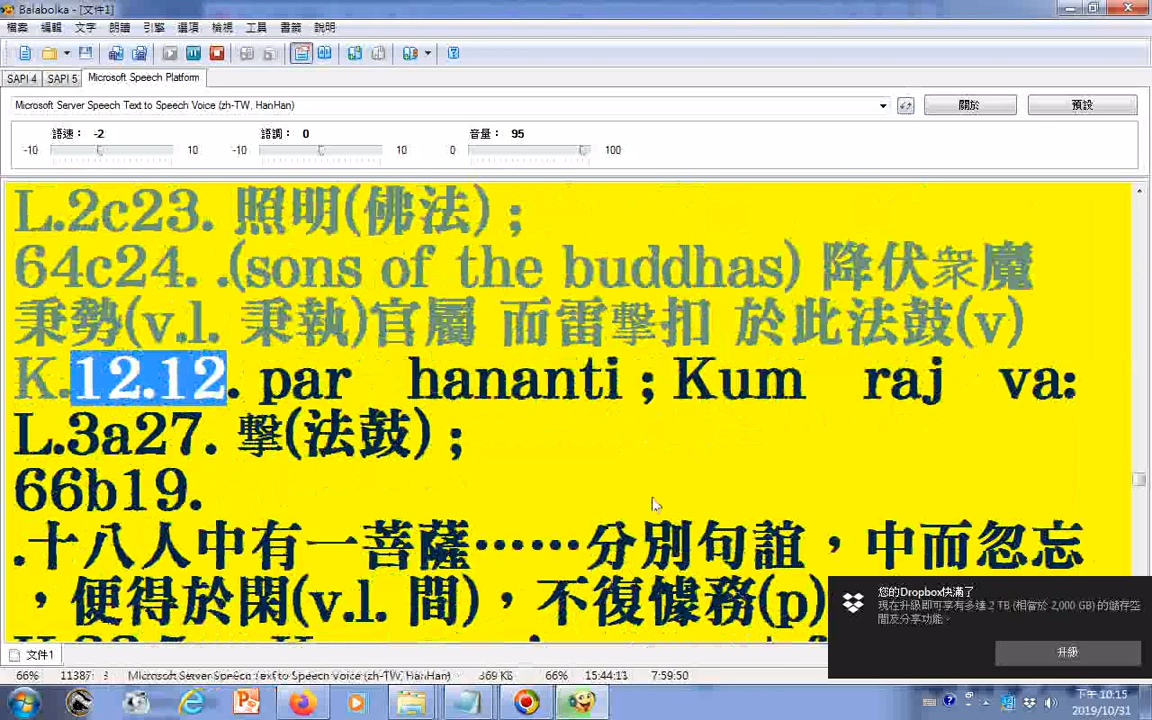 Balabolka - [文件1]
檔案 編輯 文字 朗讀 引擎 選項 檢視 工具 書籤 說明
SAPI 4 SAPI 5 Microsoft Speech Platform
Microsoft Server Speech Text to Speech Voice (zh-TW, HanHan) 關於 預設
語速： -2 語調： 0 音量： 95
-10 10 -10 10 0 100
L.2c23. 照明(佛法) ;
64c24. .(sons of the buddhas) 降伏衆魔
秉勢(v.l. 秉執)官屬 而雷擊扣 於此法鼓(v)
K.12.12. par hananti ; Kum raj va:
L.3a27. 擊(法鼓) ;
66b19.
.十八人中有一菩薩……分別句誼，中而忽忘
，便得於閑(v.l. 間)，不復懅務(p)
您的Dropbox快滿了
現在升級即可享有多達 2 TB (相當於 2,000 GB) 的儲存空
間及分享功能。
升級
文件1
66% Microsoft Server Speech Text to Speech Voice (zh-TW, HanHan) 369 KB 66% 15:44:11 7:59:50
下午 10:15
2019/10/31